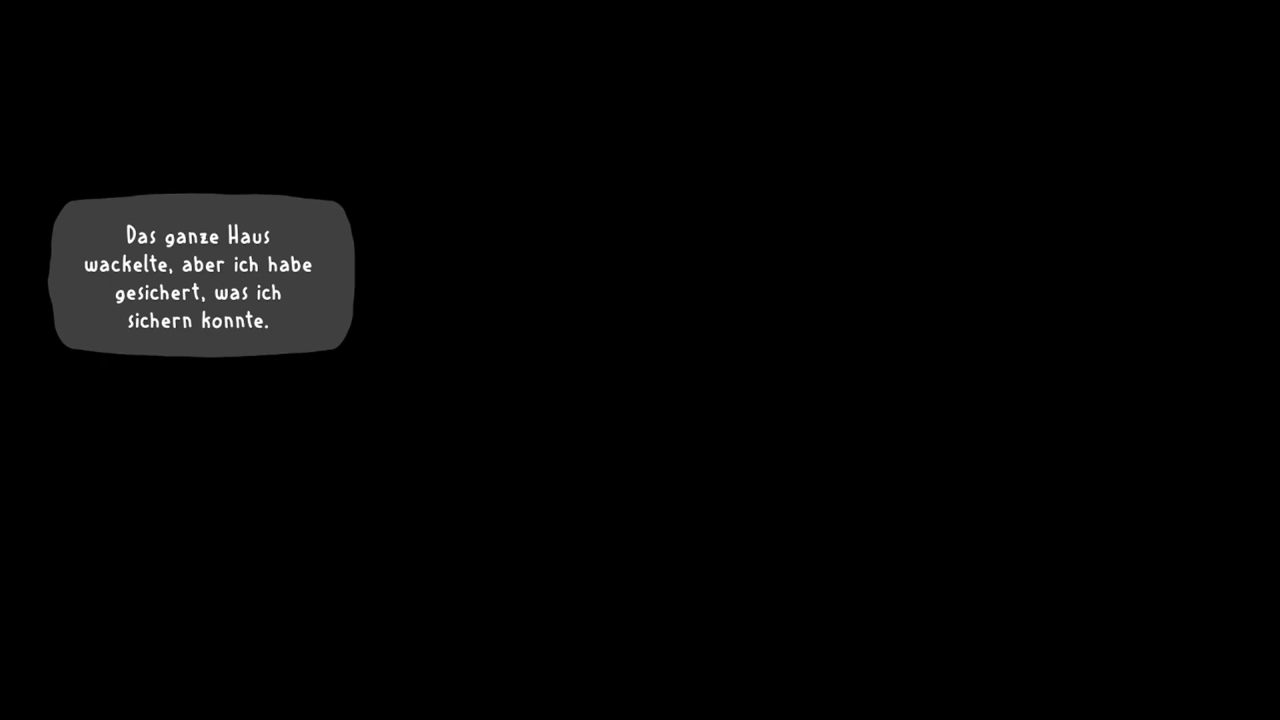 Das ganze Haus
wackelte, aber ich habe
gesichert, was ich
sichern konnte.